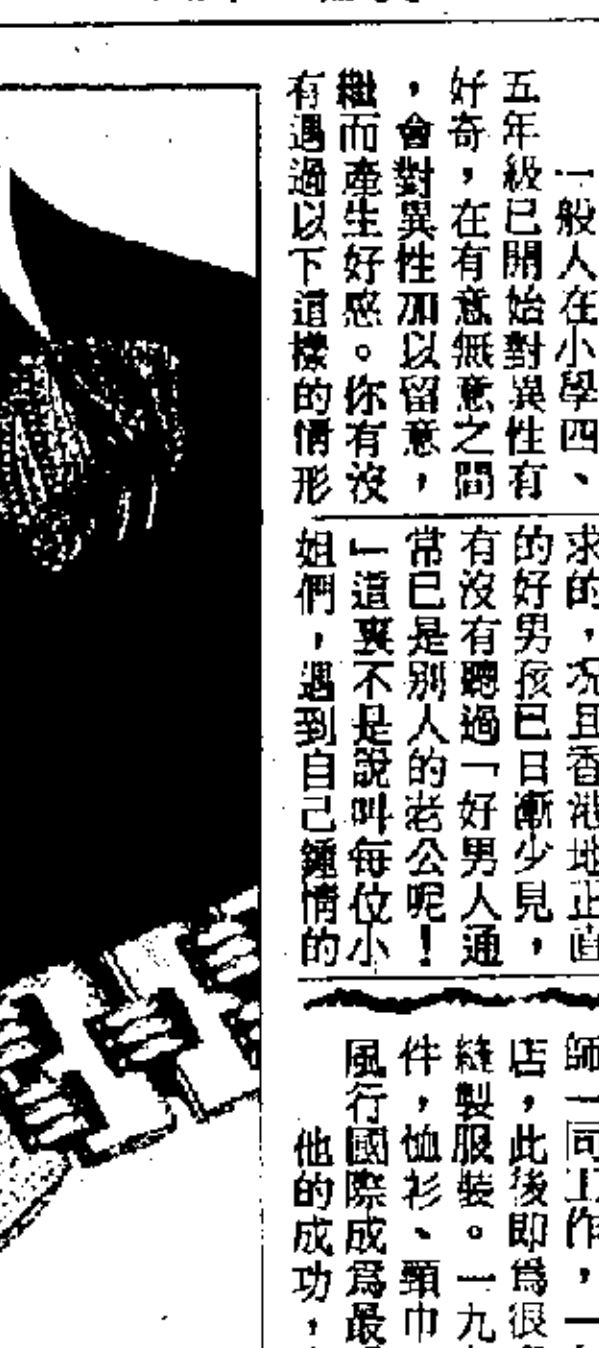 一般人在小學四、
五年級已開始對異性有
好奇，在有意無意之間
，會對異性加以留意，
繼而產生好感。你有沒
有遇過以下這樣的情形
求的，況且香港地正直
的好男孩已日漸少見，
有沒有聽過「好男人通
常已是別人的老公呢！
」這裏不是說叫每位小
姐們，遇到自己鍾情的
師一同工作，一
店，此後即為很
縫製服裝。一九
件，恤衫、頸巾
風行國際成為最
他的成功，